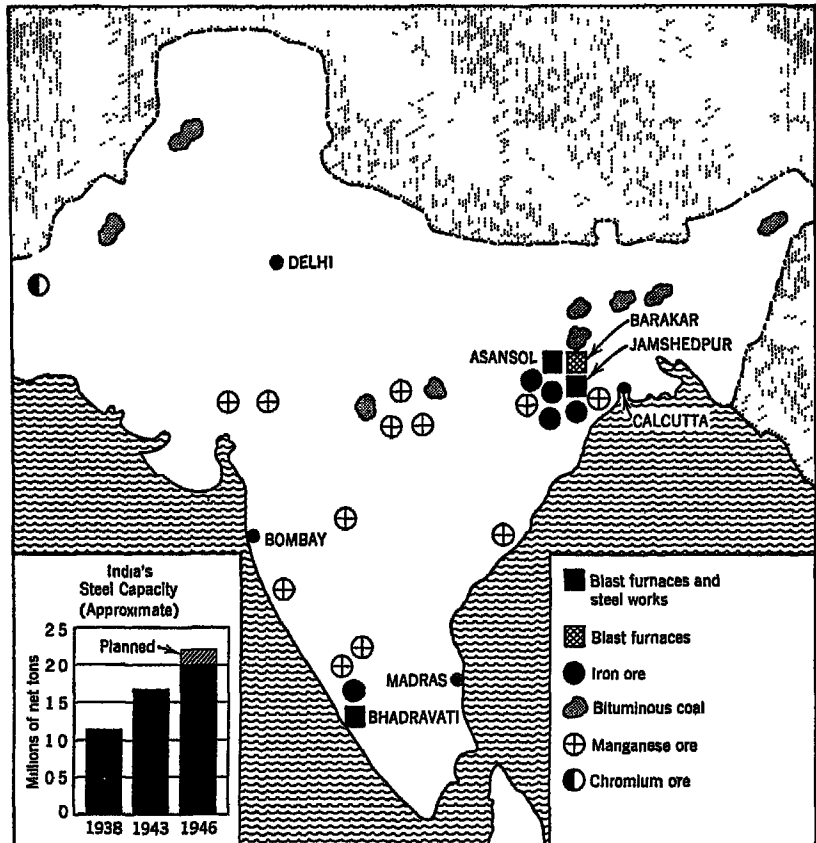 DELHI
BARAKAR
JAMSHEDPUR
ASANSOL
CALCUTTA
BOMBAY
MADRAS
BHADRAVATI
India's
Steel Capacity
(Approximate)
Millions of net tons
2 5
2 0
1 5
1 0
0 5
0
Planned
1938 1943 1946
Blast furnaces and
steel works
Blast furnaces
Iron ore
Bituminous coal
Manganese ore
Chromium ore